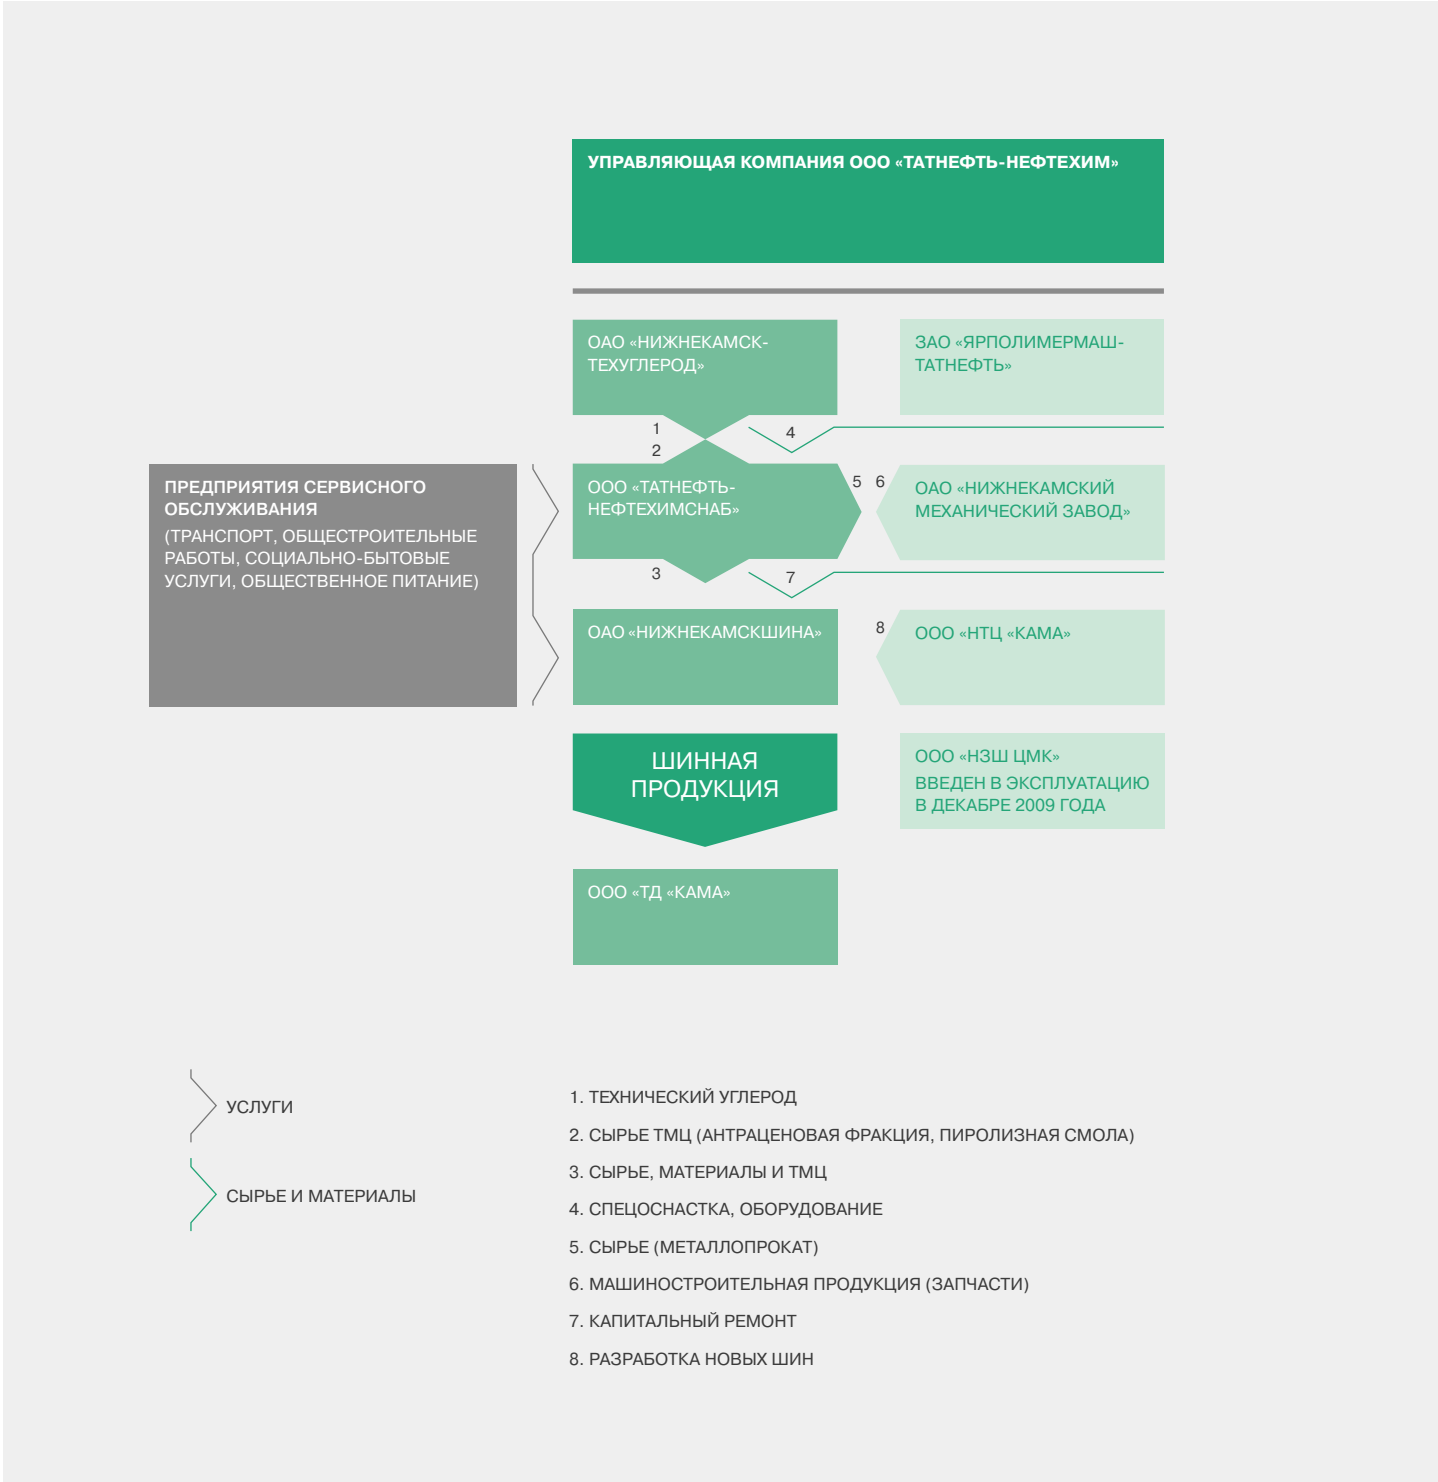 УПРАВЛЯЮЩАЯ КОМПАНИЯ ООО «ТАТНЕФТЬ-НЕФТЕХИМ»
ОАО «НИЖНЕКАМСК-
ТЕХУГЛЕРОД»
ЗАО «ЯРПОЛИМЕРМАШ-
ТАТНЕФТЬ»
1
2
4
ПРЕДПРИЯТИЯ СЕРВИСНОГО
ОБСЛУЖИВАНИЯ
(ТРАНСПОРТ, ОБЩЕСТРОИТЕЛЬНЫЕ
РАБОТЫ, СОЦИАЛЬНО-БЫТОВЫЕ
УСЛУГИ, ОБЩЕСТВЕННОЕ ПИТАНИЕ)
ООО «ТАТНЕФТЬ-
НЕФТЕХИМСНАБ»
5 6
ОАО «НИЖНЕКАМСКИЙ
МЕХАНИЧЕСКИЙ ЗАВОД»
3
7
ОАО «НИЖНЕКАМСКШИНА»
8
ООО «НТЦ «КАМА»
ШИННАЯ
ПРОДУКЦИЯ
ООО «НЗШ ЦМК»
ВВЕДЕН В ЭКСПЛУАТАЦИЮ
В ДЕКАБРЕ 2009 ГОДА
ООО «ТД «КАМА»
УСЛУГИ
СЫРЬЕ И МАТЕРИАЛЫ
1. ТЕХНИЧЕСКИЙ УГЛЕРОД
2. СЫРЬЕ ТМЦ (АНТРАЦЕНОВАЯ ФРАКЦИЯ, ПИРОЛИЗНАЯ СМОЛА)
3. СЫРЬЕ, МАТЕРИАЛЫ И ТМЦ
4. СПЕЦОСНАСТКА, ОБОРУДОВАНИЕ
5. СЫРЬЕ (МЕТАЛЛОПРОКАТ)
6. МАШИНОСТРОИТЕЛЬНАЯ ПРОДУКЦИЯ (ЗАПЧАСТИ)
7. КАПИТАЛЬНЫЙ РЕМОНТ
8. РАЗРАБОТКА НОВЫХ ШИН